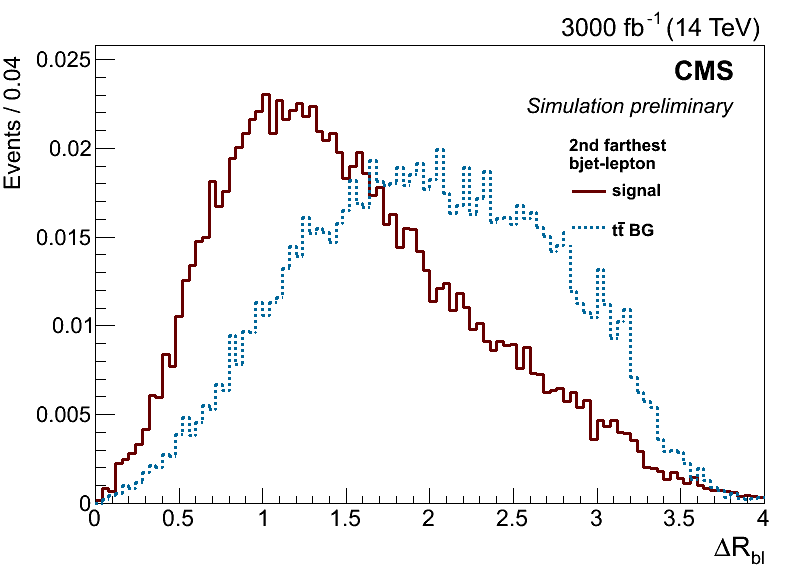 3000 fb⁻¹ (14 TeV)
Events / 0.04
0.025
0.02
0.015
0.01
0.005
0
CMS
Simulation preliminary
2nd farthest
bjet-lepton
signal
tt̄ BG
0 0.5 1 1.5 2 2.5 3 3.5 4
ΔR_bl